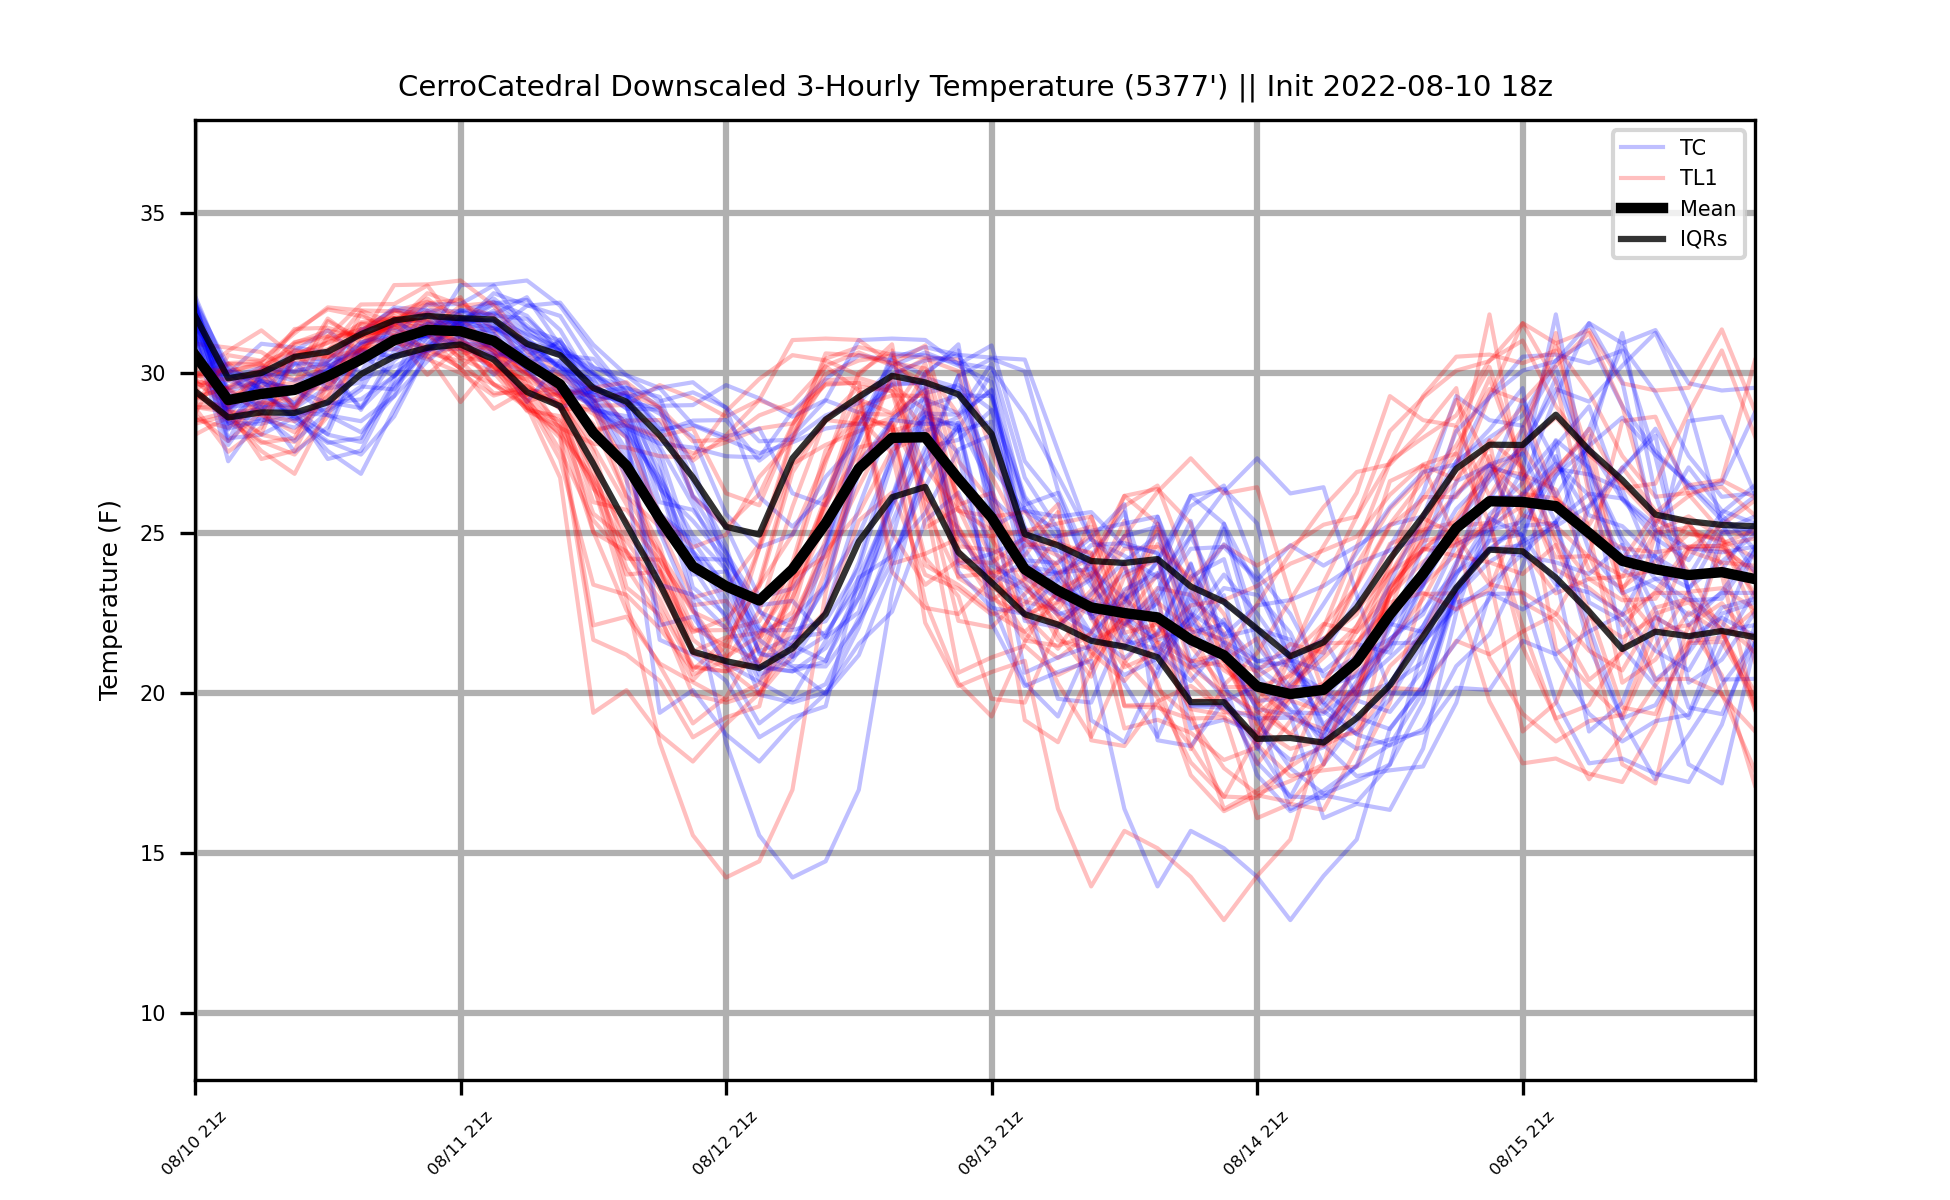 CerroCatedral Downscaled 3-Hourly Temperature (5377') || Init 2022-08-10 18z
TC
TL1
Mean
IQRs
Temperature (F)
35
30
25
20
15
10
08/10 21z
08/11 21z
08/12 21z
08/13 21z
08/14 21z
08/15 21z